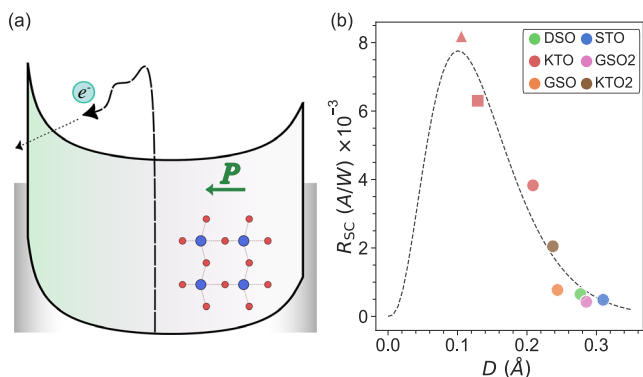 (a)
e⁻
P
(b)
R_SC (A/W) ×10⁻³
8
6
4
2
0
DSO STO
KTO GSO2
GSO KTO2
0.0 0.1 0.2 0.3
D (Å)